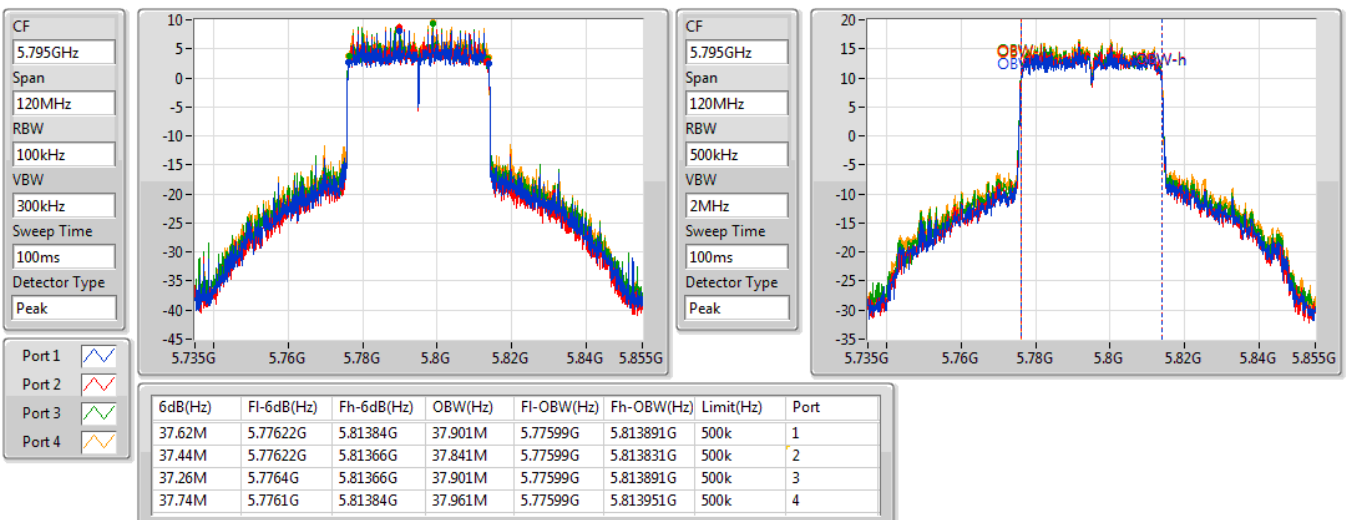 CF
5.795GHz
Span
120MHz
RBW
100kHz
VBW
300kHz
Sweep Time
100ms
Detector Type
Peak
10
5
0
-5
-10
-15
-20
-25
-30
-35
-40
-45
5.735G 5.76G 5.78G 5.8G 5.82G 5.84G 5.855G
CF
5.795GHz
Span
120MHz
RBW
500kHz
VBW
2MHz
Sweep Time
100ms
Detector Type
Peak
20
15
10
5
0
-5
-10
-15
-20
-25
-30
-35
5.735G 5.76G 5.78G 5.8G 5.82G 5.84G 5.855G
Port 1
Port 2
Port 3
Port 4
6dB(Hz) Fl-6dB(Hz) Fh-6dB(Hz) OBW(Hz) Fl-OBW(Hz) Fh-OBW(Hz) Limit(Hz) Port
37.62M 5.77622G 5.81384G 37.901M 5.77599G 5.813891G 500k 1
37.44M 5.77622G 5.81366G 37.841M 5.77599G 5.813831G 500k 2
37.26M 5.7764G 5.81366G 37.901M 5.77599G 5.813891G 500k 3
37.74M 5.7761G 5.81384G 37.961M 5.77599G 5.813951G 500k 4